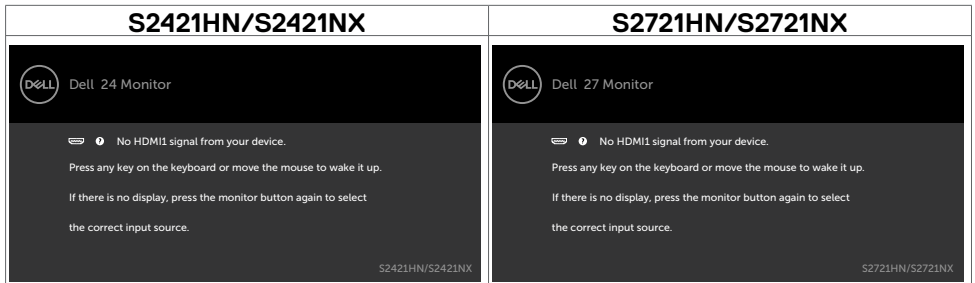 S2421HN/S2421NX
S2721HN/S2721NX
DELL
Dell 24 Monitor
No HDMI1 signal from your device.
Press any key on the keyboard or move the mouse to wake it up.
If there is no display, press the monitor button again to select
the correct input source.
S2421HN/S2421NX
DELL
Dell 27 Monitor
No HDMI1 signal from your device.
Press any key on the keyboard or move the mouse to wake it up.
If there is no display, press the monitor button again to select
the correct input source.
S2721HN/S2721NX